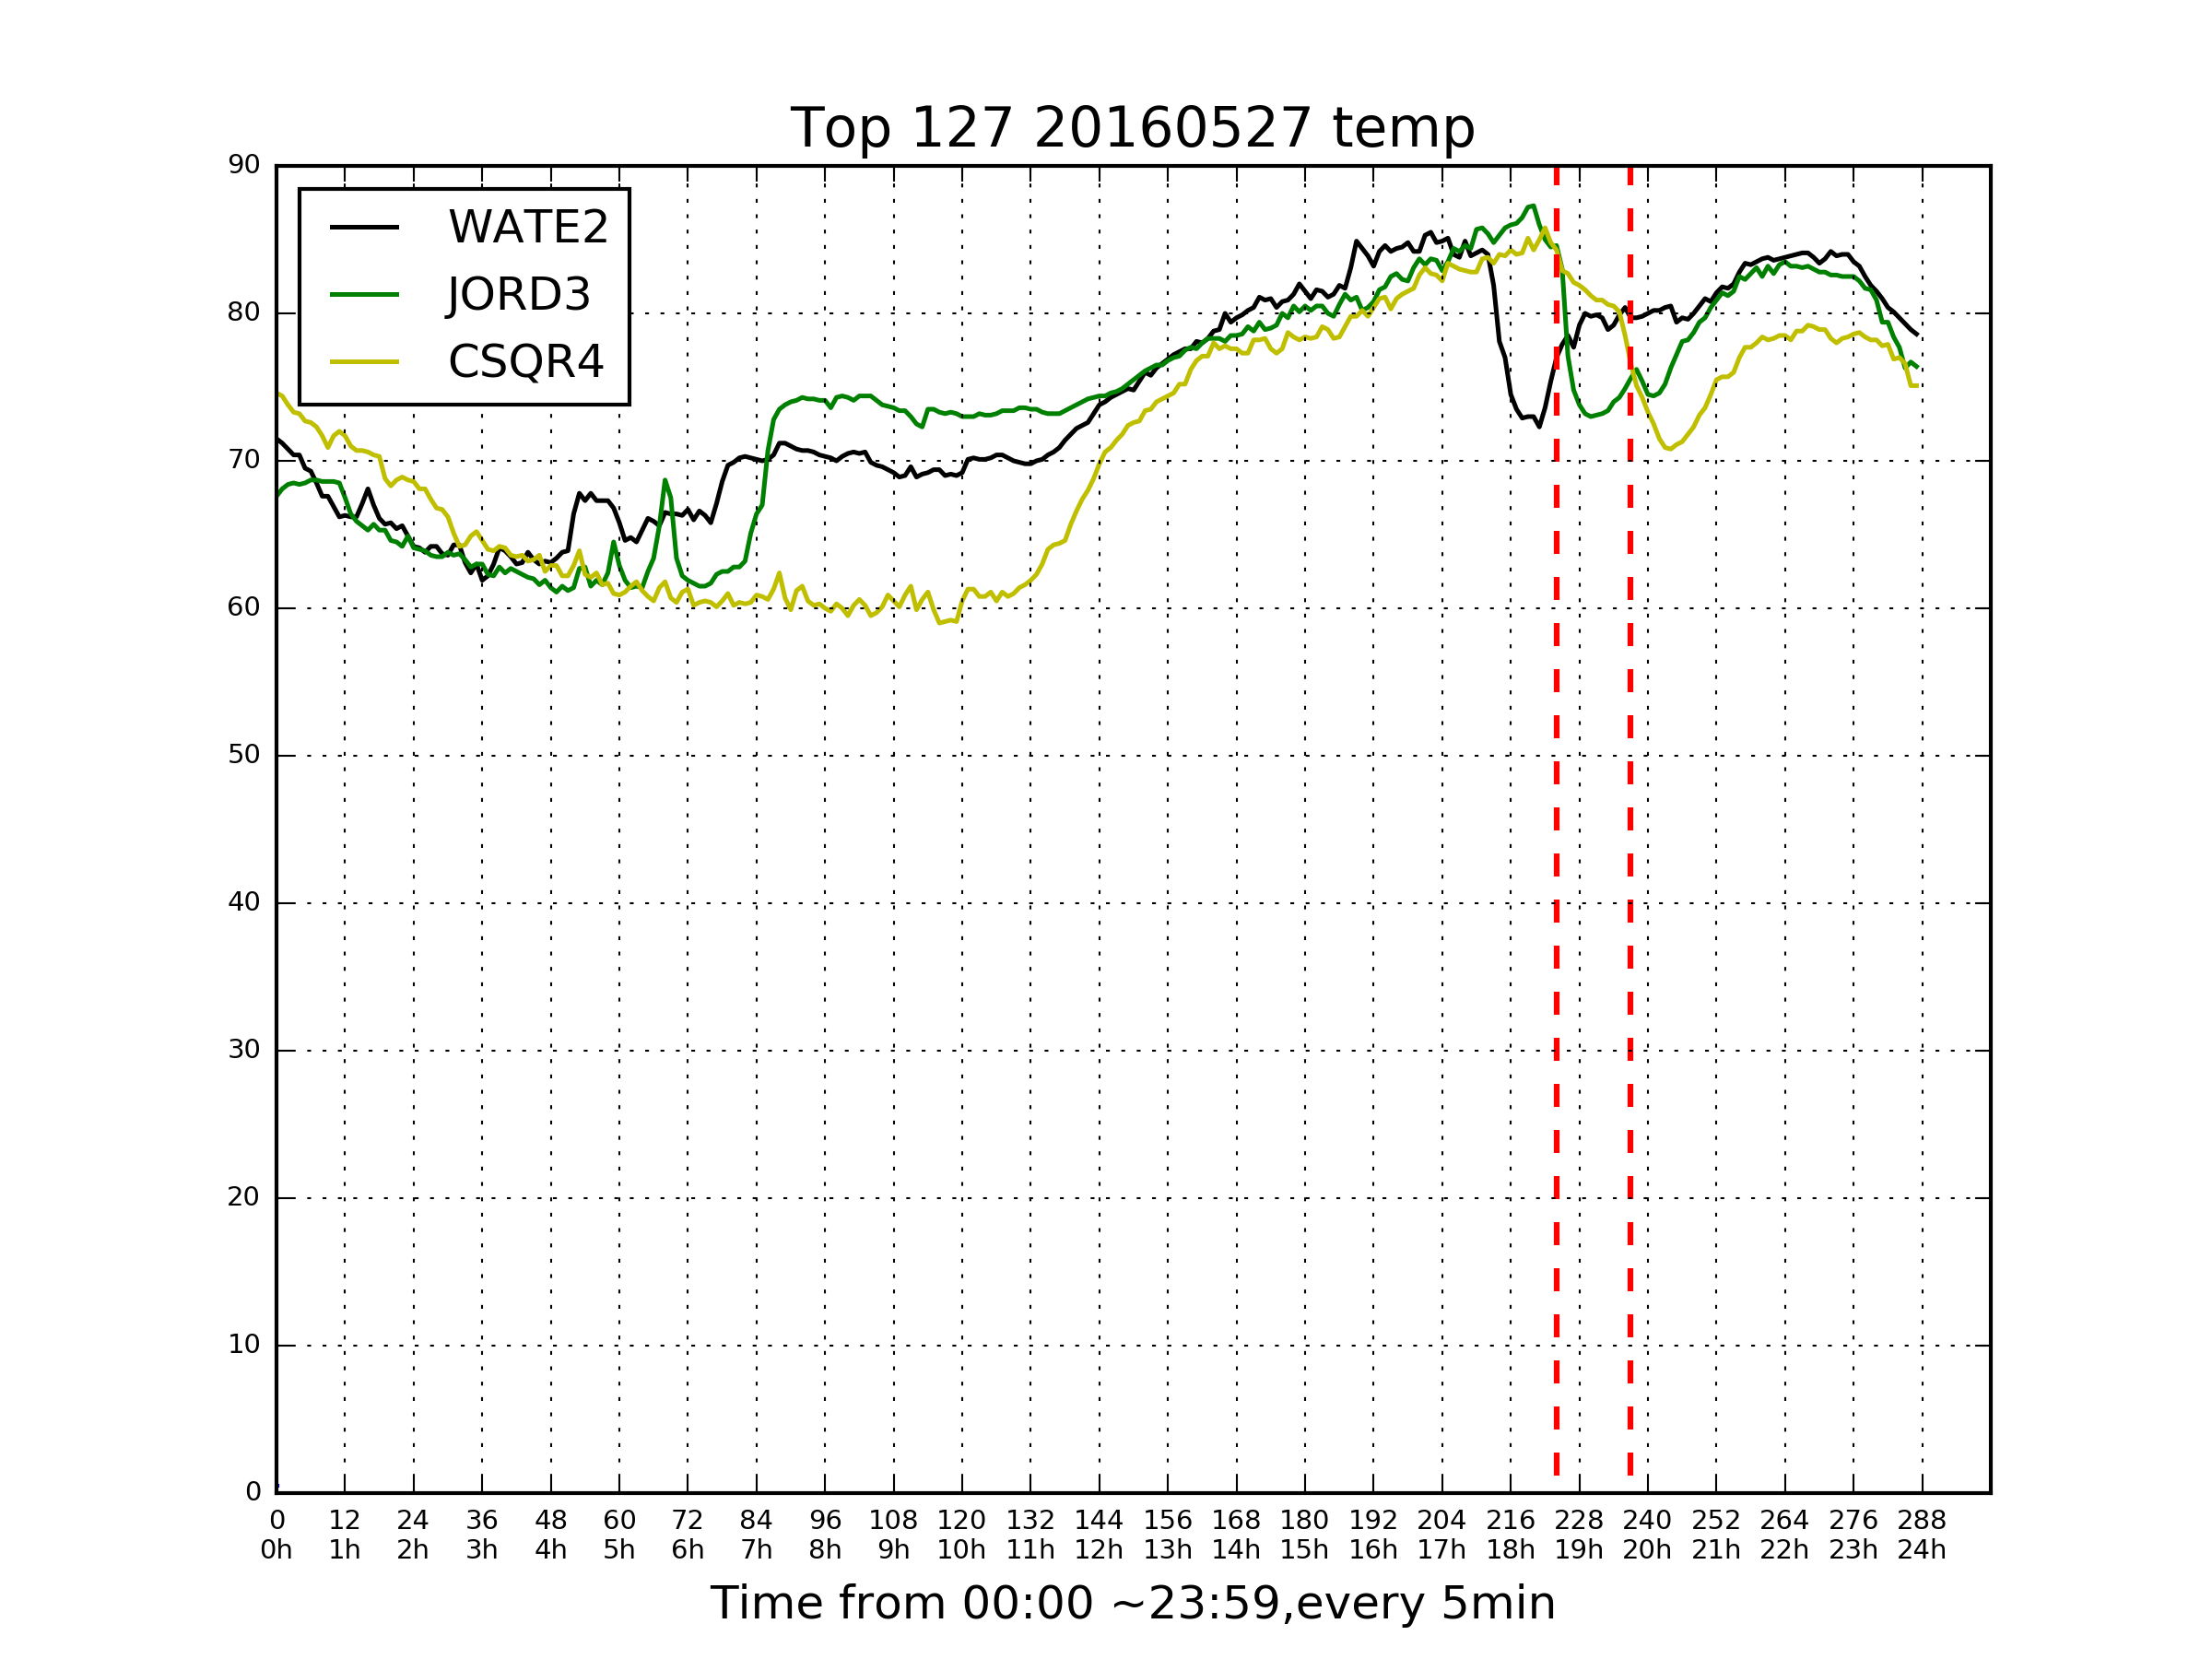 Top 127 20160527 temp
90
80
70
60
50
40
30
20
10
0
WATE2
JORD3
CSQR4
0 12 24 36 48 60 72 84 96 108 120 132 144 156 168 180 192 204 216 228 240 252 264 276 288
0h 1h 2h 3h 4h 5h 6h 7h 8h 9h 10h 11h 12h 13h 14h 15h 16h 17h 18h 19h 20h 21h 22h 23h 24h
Time from 00:00 ~23:59,every 5min